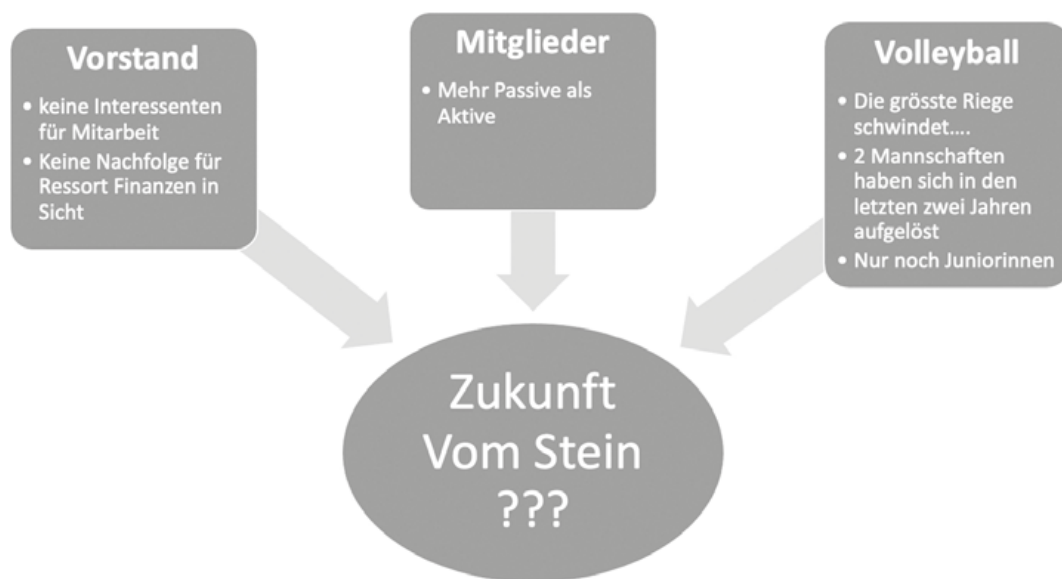 Vorstand
• keine Interessenten
für Mitarbeit
• Keine Nachfolge für
Ressort Finanzen in
Sicht
Mitglieder
• Mehr Passive als
Aktive
Volleyball
• Die grösste Riege
schwindet....
• 2 Mannschaften
haben sich in den
letzten zwei Jahren
aufgelöst
• Nur noch Juniorinnen
Zukunft
Vom Stein
???